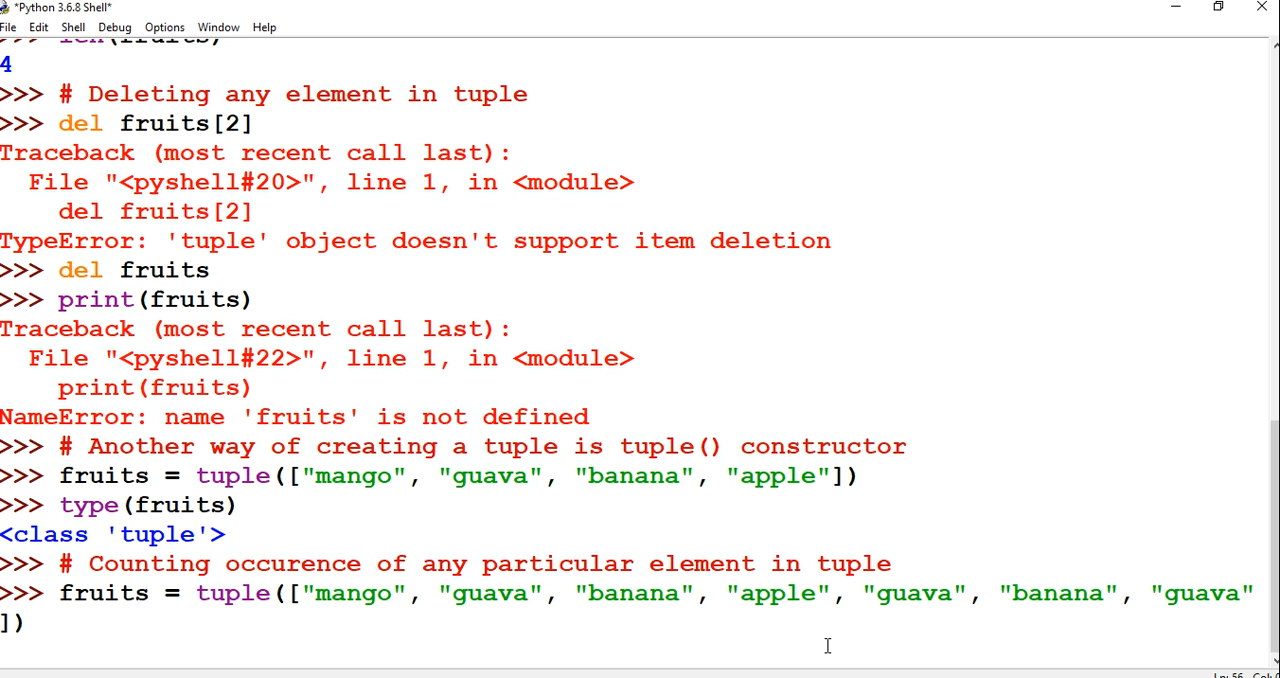 *Python 3.6.8 Shell*
File Edit Shell Debug Options Window Help
>>> len(fruits)
4
>>> # Deleting any element in tuple
>>> del fruits[2]
Traceback (most recent call last):
  File "<pyshell#20>", line 1, in <module>
    del fruits[2]
TypeError: 'tuple' object doesn't support item deletion
>>> del fruits
>>> print(fruits)
Traceback (most recent call last):
  File "<pyshell#22>", line 1, in <module>
    print(fruits)
NameError: name 'fruits' is not defined
>>> # Another way of creating a tuple is tuple() constructor
>>> fruits = tuple(["mango", "guava", "banana", "apple"])
>>> type(fruits)
<class 'tuple'>
>>> # Counting occurence of any particular element in tuple
>>> fruits = tuple(["mango", "guava", "banana", "apple", "guava", "banana", "guava"
])
Ln: 56